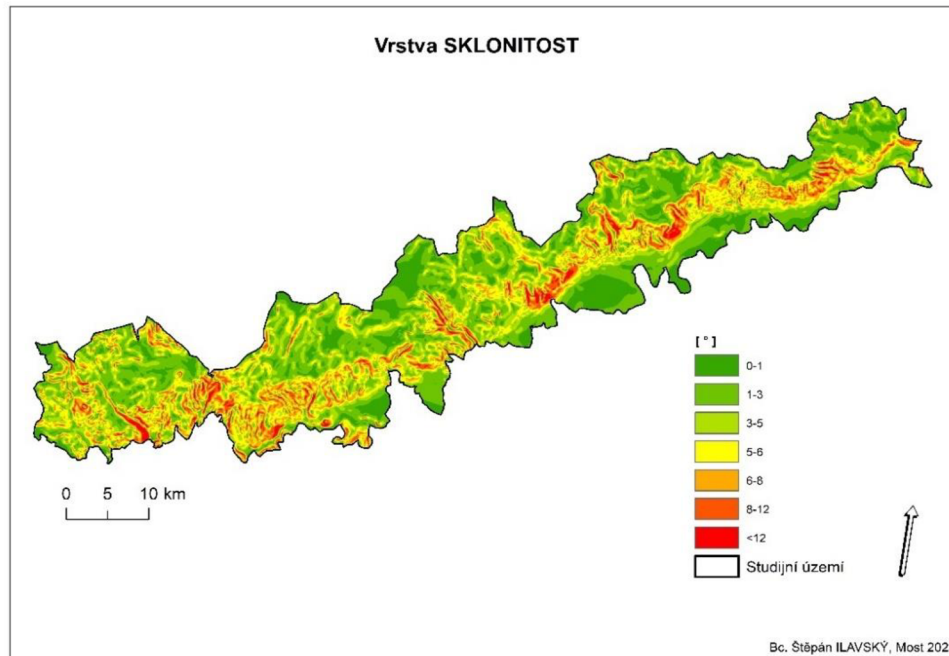 Vrstva SKLONITOST
[°]
0-1
1-3
3-5
5-6
6-8
8-12
<12
Studijní území
0 5 10 km
Bc. Štěpán ILAVSKÝ, Most 202